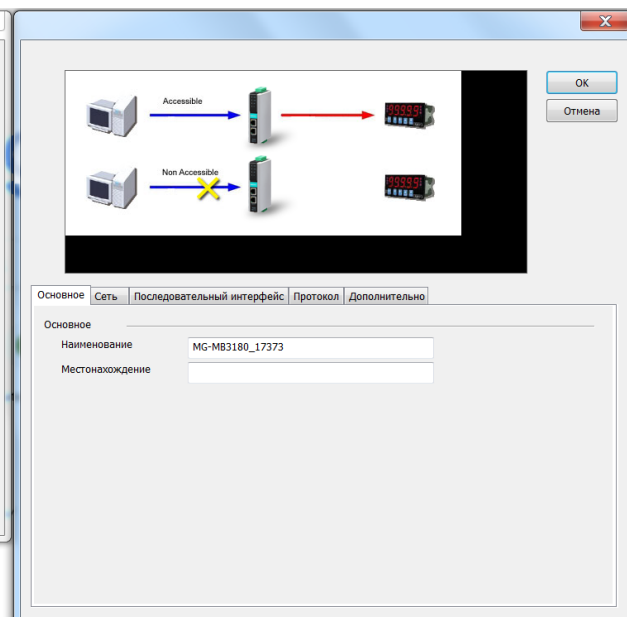 Accessible
OK
Отмена
Non Accessible
Основное Сеть Последовательный интерфейс Протокол Дополнительно
Основное
Наименование MG-MB3180_17373
Местонахождение